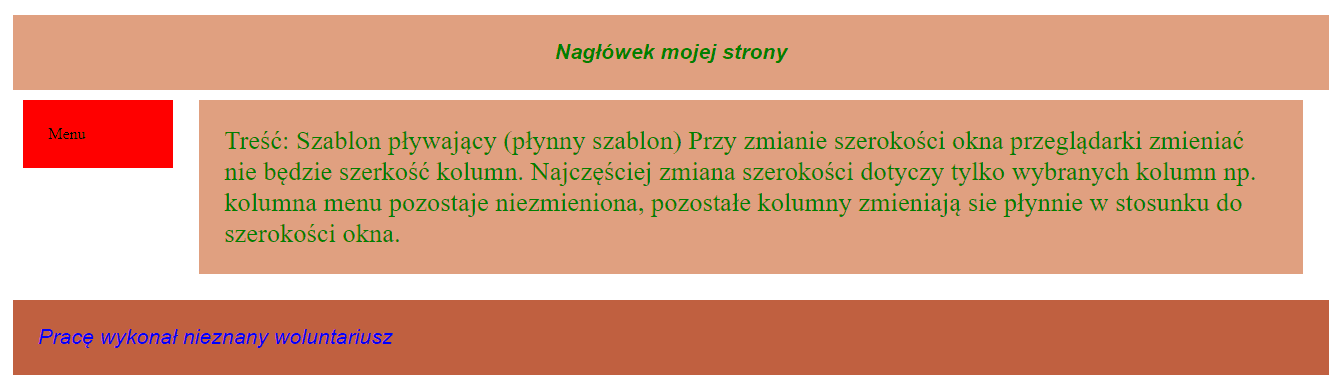 Nagłówek mojej strony
Menu
Treść: Szablon pływający (płynny szablon) Przy zmianie szerokości okna przeglądarki zmieniać
nie będzie szerkość kolumn. Najczęściej zmiana szerokości dotyczy tylko wybranych kolumn np.
kolumna menu pozostaje niezmieniona, pozostałe kolumny zmieniają sie płynnie w stosunku do
szerokości okna.
Pracę wykonał nieznany woluntariusz